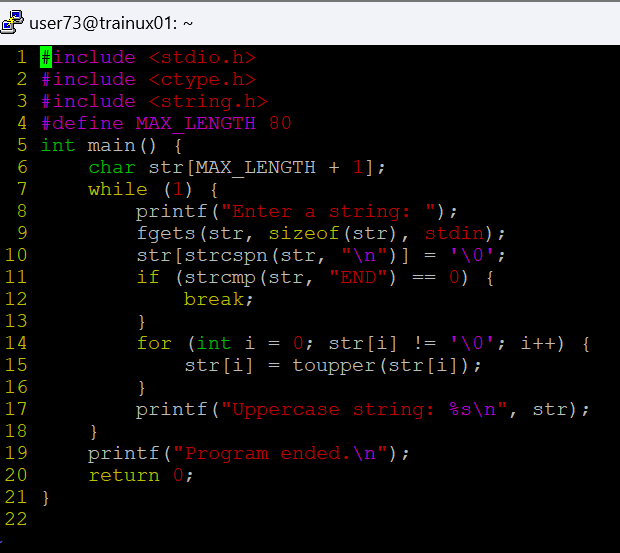 user73@trainux01: ~
1 #include <stdio.h>
2 #include <ctype.h>
3 #include <string.h>
4 #define MAX_LENGTH 80
5 int main() {
6     char str[MAX_LENGTH + 1];
7     while (1) {
8         printf("Enter a string: ");
9         fgets(str, sizeof(str), stdin);
10         str[strcspn(str, "\n")] = '\0';
11         if (strcmp(str, "END") == 0) {
12             break;
13         }
14         for (int i = 0; str[i] != '\0'; i++) {
15             str[i] = toupper(str[i]);
16         }
17         printf("Uppercase string: %s\n", str);
18     }
19     printf("Program ended.\n");
20     return 0;
21 }
22